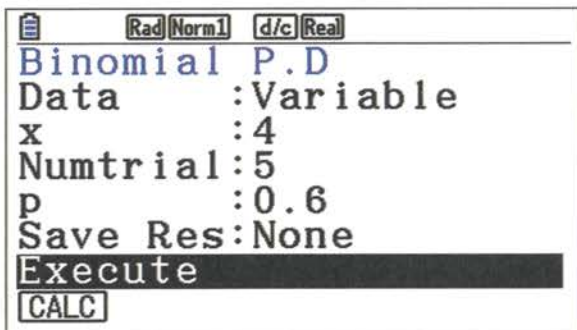 Rad Norm1 d/c Real
Binomial P.D
Data :Variable
x :4
Numtrial:5
p :0.6
Save Res:None
Execute
CALC